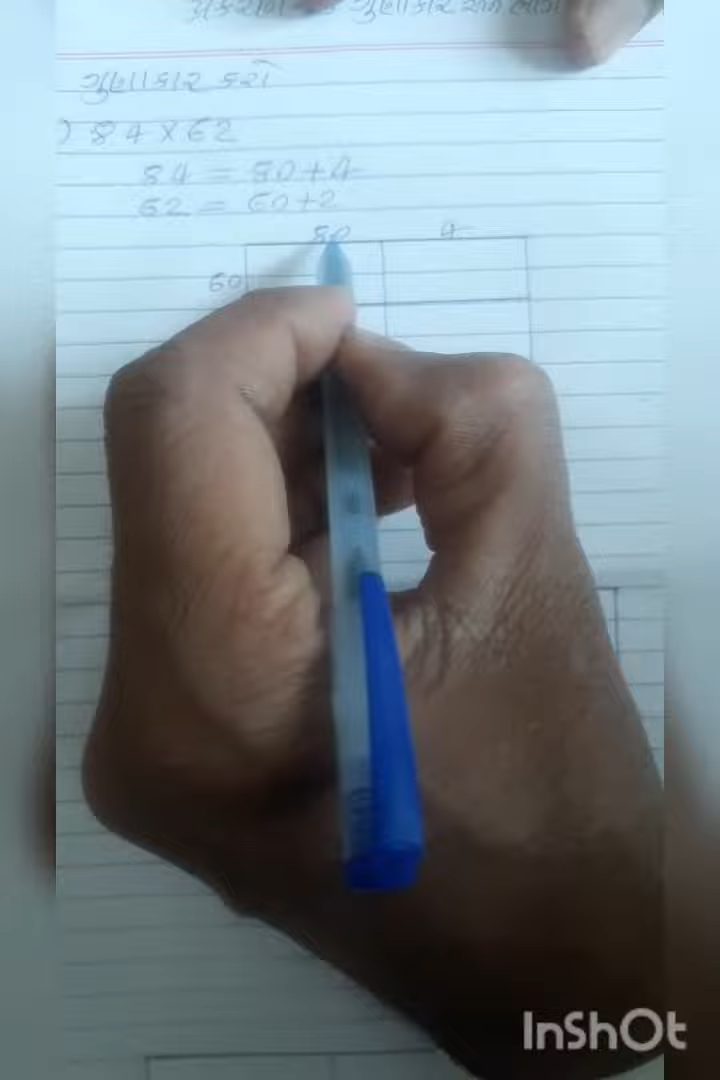 ગુણાકાર કરો
) 84 x 62
84 = 80 + 4
62 = 60 + 2
80 4
60
InShOt